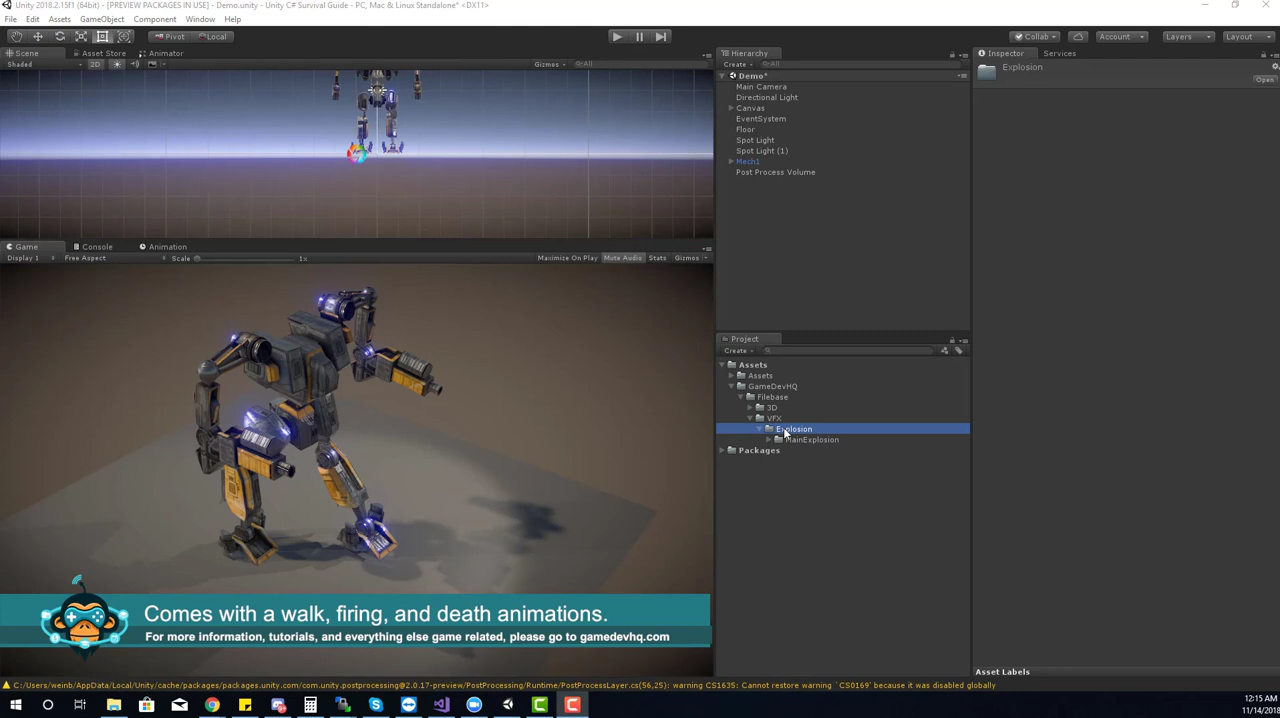 Unity 2018.2.15f1 (64bit) - [PREVIEW PACKAGES IN USE] - Demo.unity - Unity C# Survival Guide - PC, Mac & Linux Standalone* <DX11>
File Edit Assets GameObject Component Window Help
Pivot Local Collab Account Layers Layout
Scene Asset Store Animator
Shaded 2D Gizmos All
Hierarchy
Create All
Demo*
Main Camera
Directional Light
Canvas
EventSystem
Floor
Spot Light
Spot Light (1)
Mech1
Post Process Volume
Inspector Services
Explosion
Open
Game Console Animation
Display 1 Free Aspect Scale 1x Maximize On Play Mute Audio Stats Gizmos
Project
Create
Assets
Assets
GameDevHQ
Filebase
3D
VFX
Explosion
MainExplosion
Packages
Comes with a walk, firing, and death animations.
For more information, tutorials, and everything else game related, please go to gamedevhq.com
Asset Labels
C:/Users/weinb/AppData/Local/Unity/cache/packages/packages.unity.com/com.unity.postprocessing@2.0.17-preview/PostProcessing/Runtime/PostProcessLayer.cs(56,25): warning CS1635: Cannot restore warning `CS0169' because it was disabled globally
12:15 AM
11/14/2018